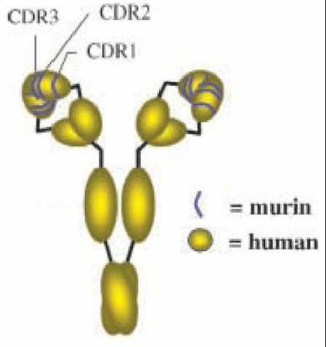 CDR3
CDR2
CDR1
= murin
= human